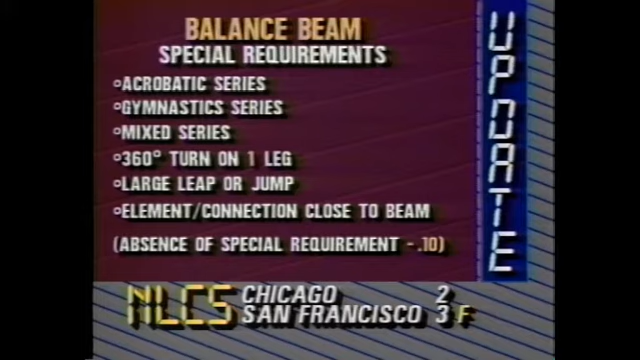 BALANCE BEAM
SPECIAL REQUIREMENTS
°ACROBATIC SERIES
°GYMNASTICS SERIES
°MIXED SERIES
°360° TURN ON 1 LEG
°LARGE LEAP OR JUMP
°ELEMENT/CONNECTION CLOSE TO BEAM
(ABSENCE OF SPECIAL REQUIREMENT - .10)
UPDATE
NLCS CHICAGO 2
SAN FRANCISCO 3 F